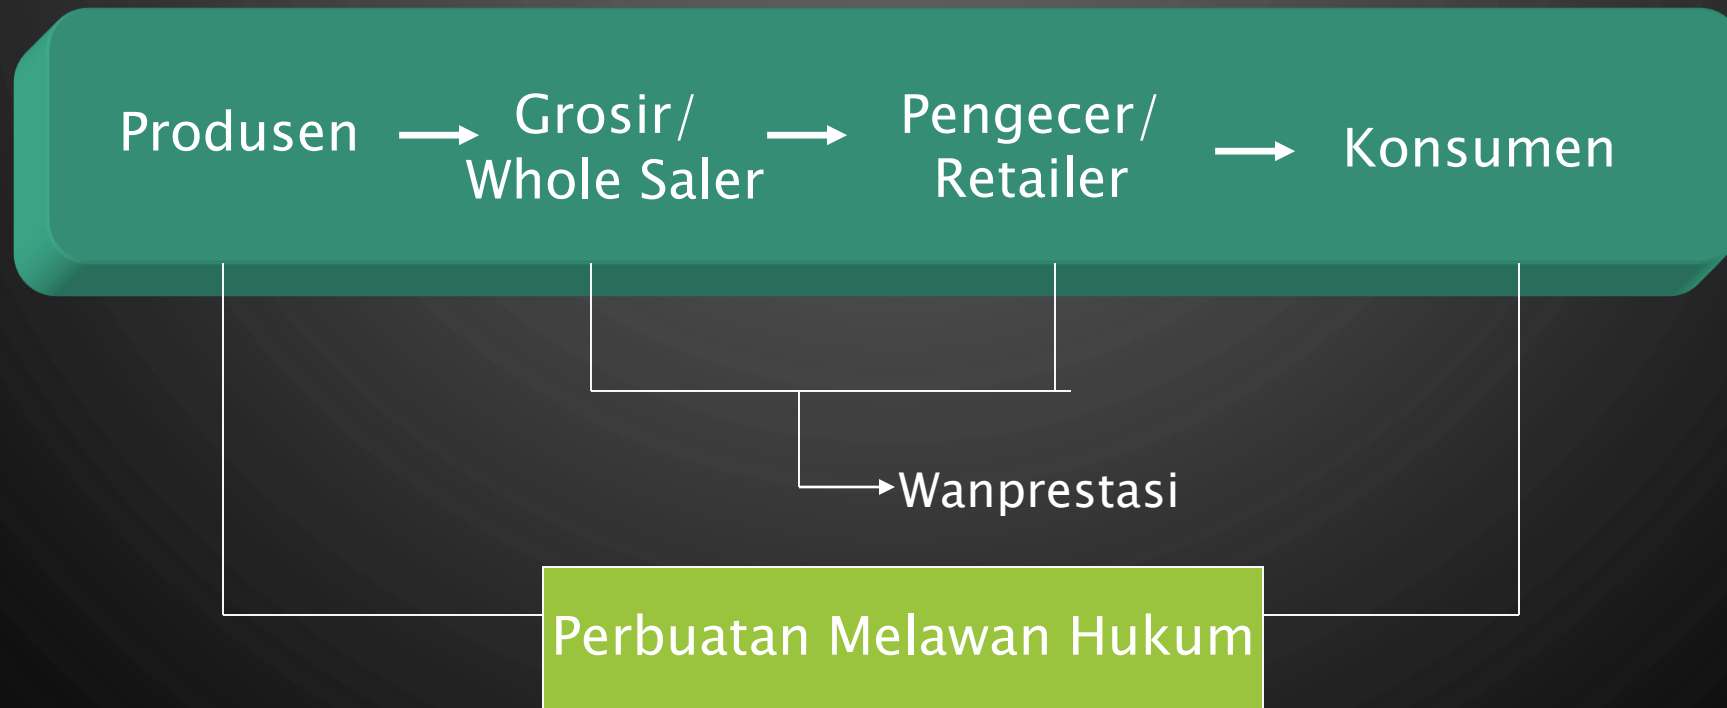 Produsen
Grosir/
Whole Saler
Pengecer/
Retailer
Konsumen
Wanprestasi
Perbuatan Melawan Hukum